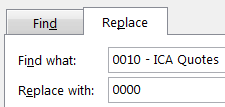 Find Replace
Find what: 0010 - ICA Quotes
Replace with: 0000